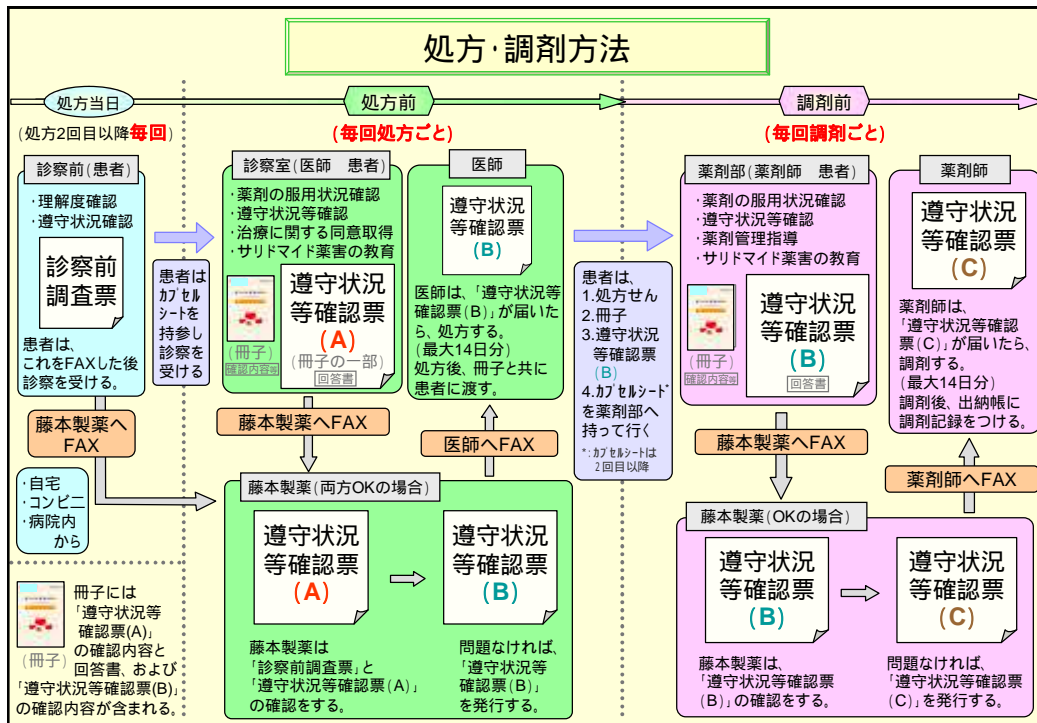 処方・調剤方法
処方当日
(処方2回目以降毎回)
診察前(患者)
・理解度確認
・遵守状況確認
診察前
調査票
患者は、
これをFAXした後
診察を受ける。
藤本製薬へ
FAX
・自宅
・コンビニ
・病院内
から
患者は
カプセル
シートを
持参し
診察を
受ける
冊子には
「遵守状況等
確認票(A)」
の確認内容と
回答書、および
「遵守状況等確認票(B)」
の確認内容が含まれる。
(冊子)
処方前
(毎回処方ごと)
診察室(医師　患者)
・薬剤の服用状況確認
・遵守状況等確認
・治療に関する同意取得
・サリドマイド薬害の教育
(冊子)
確認内容等
遵守状況
等確認票
(A)
(冊子の一部)
回答書
藤本製薬へFAX
医師
遵守状況
等確認票
(B)
医師は、「遵守状況等
確認票(B)」が届いた
ら、処方する。
(最大14日分)
処方後、冊子と共に
患者に渡す。
医師へFAX
藤本製薬(両方OKの場合)
遵守状況
等確認票
(A)
遵守状況
等確認票
(B)
藤本製薬は
「診察前調査票」と
「遵守状況等確認票(A)」
の確認をする。
問題なければ、
「遵守状況等
確認票(B)」
を発行する。
患者は、
1.処方せん
2.冊子
3.遵守状況
等確認票
(B)
4.カプセルシード
を薬剤部へ
持って行く
*:カプセルシートは
2回目以降
調剤前
(毎回調剤ごと)
薬剤部(薬剤師　患者)
・薬剤の服用状況確認
・遵守状況等確認
・薬剤管理指導
・サリドマイド薬害の教育
(冊子)
確認内容等
遵守状況
等確認票
(B)
回答書
藤本製薬へFAX
薬剤師
遵守状況
等確認票
(C)
薬剤師は、
「遵守状況等確認
票(C)」が届いたら、
調剤する。
(最大14日分)
調剤後、出納帳に
調剤記録をつける。
薬剤師へFAX
藤本製薬(OKの場合)
遵守状況
等確認票
(B)
遵守状況
等確認票
(C)
藤本製薬は、
「遵守状況等確認票
(B)」の確認をする。
問題なければ、
「遵守状況等確認票
(C)」を発行する。